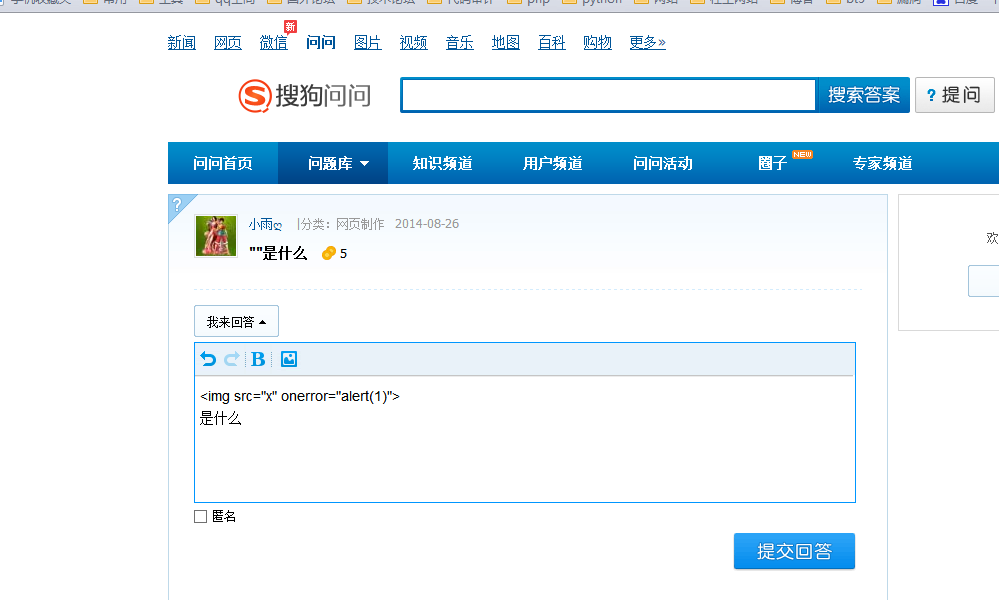 新
新闻 网页 微信 问问 图片 视频 音乐 地图 百科 购物 更多»
搜狗问问 搜索答案 ? 提问
问问首页 问题库 知识频道 用户频道 问问活动 圈子 NEW 专家频道
?
小雨ღ |分类：网页制作 2014-08-26
""是什么 5
欢
我来回答
B
<img src="x" onerror="alert(1)">
是什么
匿名
提交回答